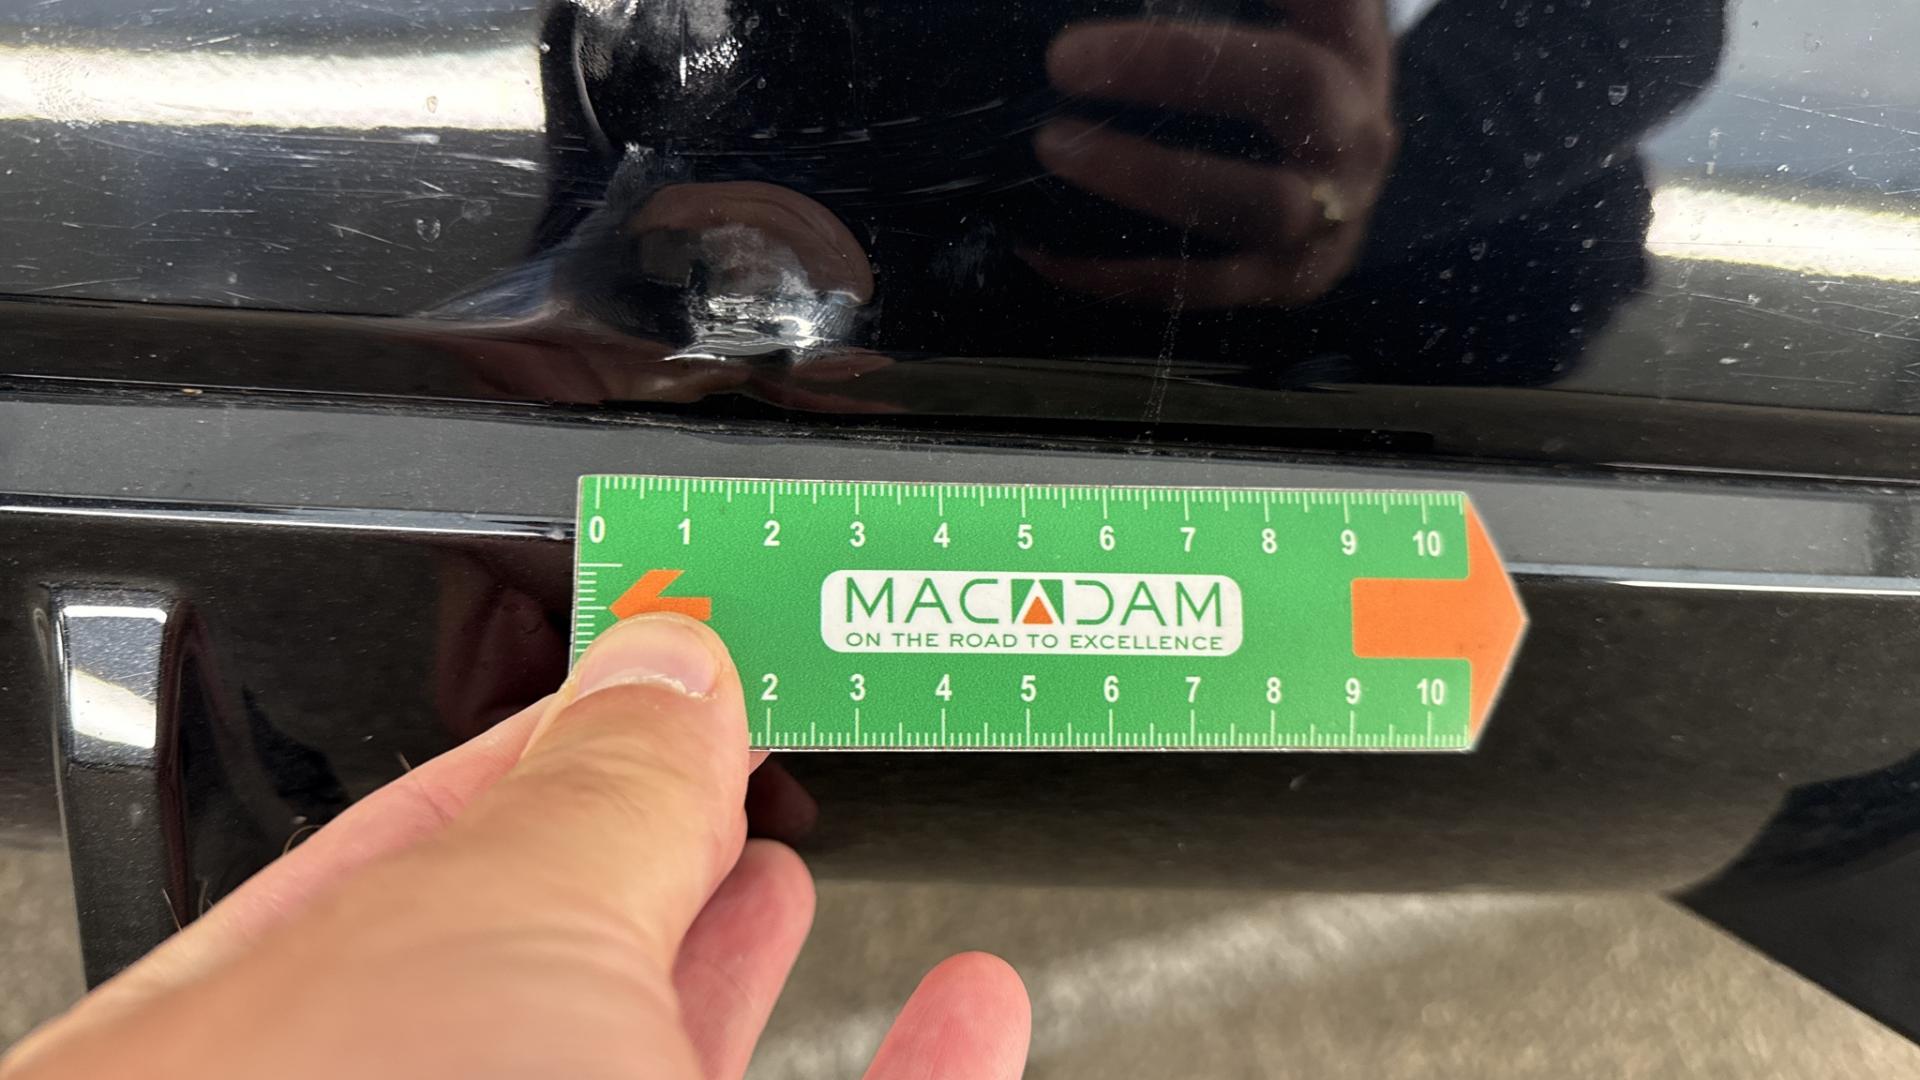 0 1 2 3 4 5 6 7 8 9 10
MACADAM
ON THE ROAD TO EXCELLENCE
2 3 4 5 6 7 8 9 10